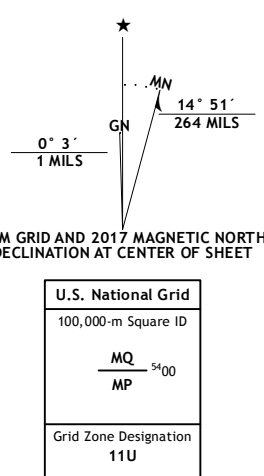 ★
MN
GN
14° 51´
264 MILS
0° 3´
1 MILS
M GRID AND 2017 MAGNETIC NORTH
DECLINATION AT CENTER OF SHEET
U.S. National Grid
100,000-m Square ID
MQ
5400
MP
Grid Zone Designation
11U